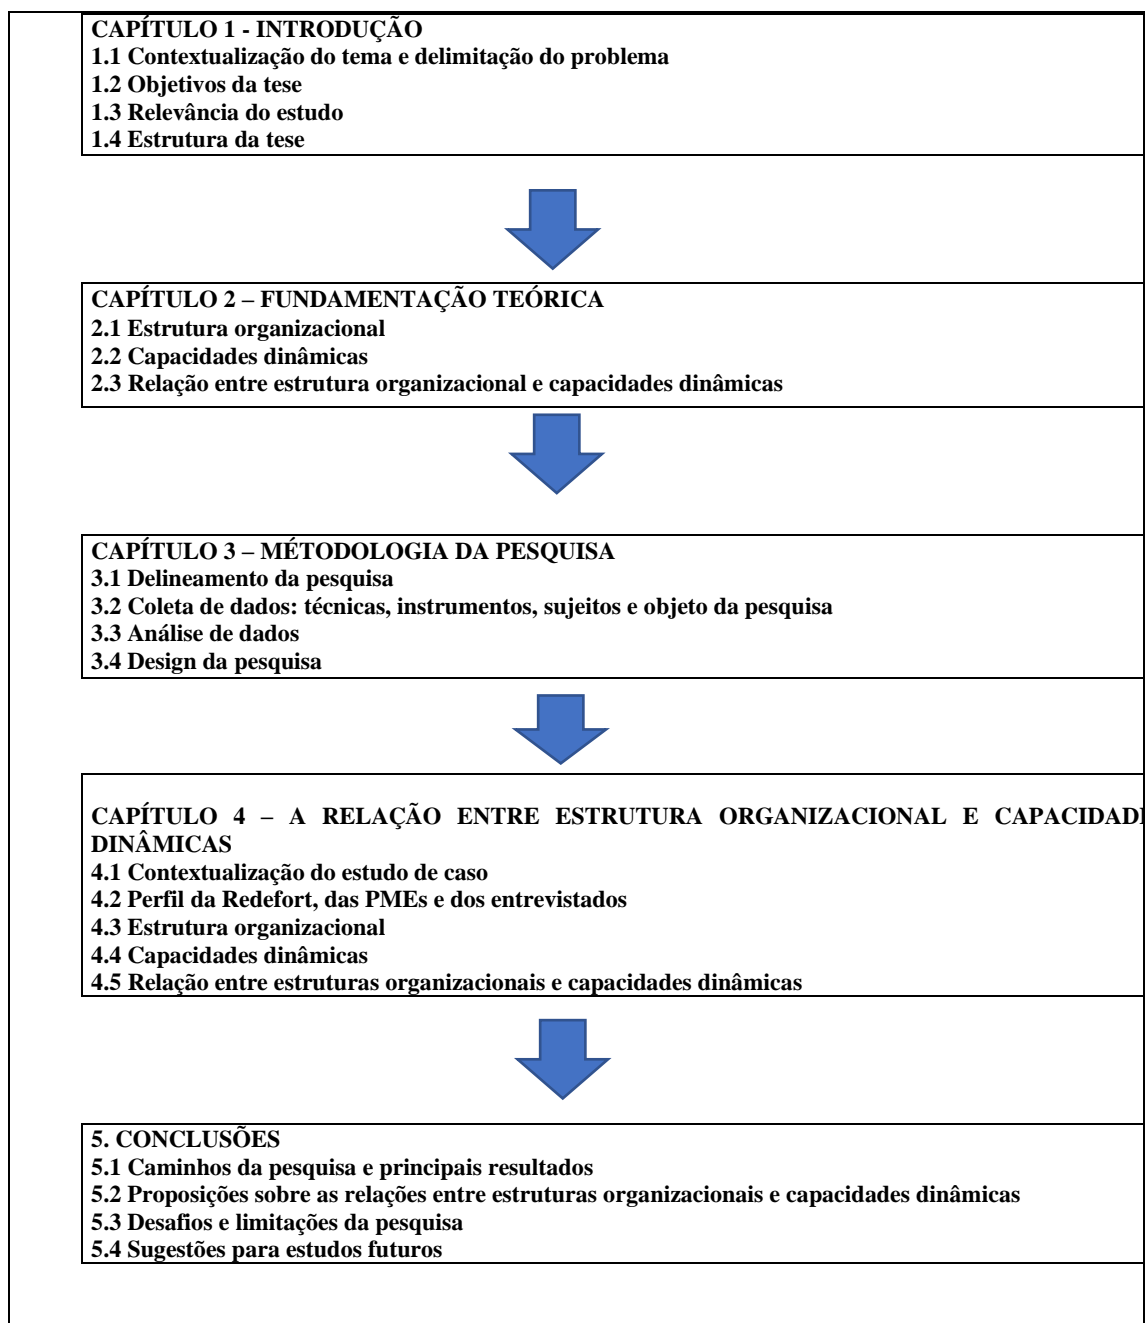 CAPÍTULO 1 - INTRODUÇÃO
1.1 Contextualização do tema e delimitação do problema
1.2 Objetivos da tese
1.3 Relevância do estudo
1.4 Estrutura da tese
CAPÍTULO 2 – FUNDAMENTAÇÃO TEÓRICA
2.1 Estrutura organizacional
2.2 Capacidades dinâmicas
2.3 Relação entre estrutura organizacional e capacidades dinâmicas
CAPÍTULO 3 – MÉTODOLOGIA DA PESQUISA
3.1 Delineamento da pesquisa
3.2 Coleta de dados: técnicas, instrumentos, sujeitos e objeto da pesquisa
3.3 Análise de dados
3.4 Design da pesquisa
CAPÍTULO 4 – A RELAÇÃO ENTRE ESTRUTURA ORGANIZACIONAL E
DINÂMICAS
4.1 Contextualização do estudo de caso
4.2 Perfil da Redefort, das PMEs e dos entrevistados
4.3 Estrutura organizacional
4.4 Capacidades dinâmicas
4.5 Relação entre estruturas organizacionais e capacidades dinâmicas
5. CONCLUSÕES
5.1 Caminhos da pesquisa e principais resultados
5.2 Proposições sobre as relações entre estruturas organizacionais e capacidades dinâmicas
5.3 Desafios e limitações da pesquisa
5.4 Sugestões para estudos futuros